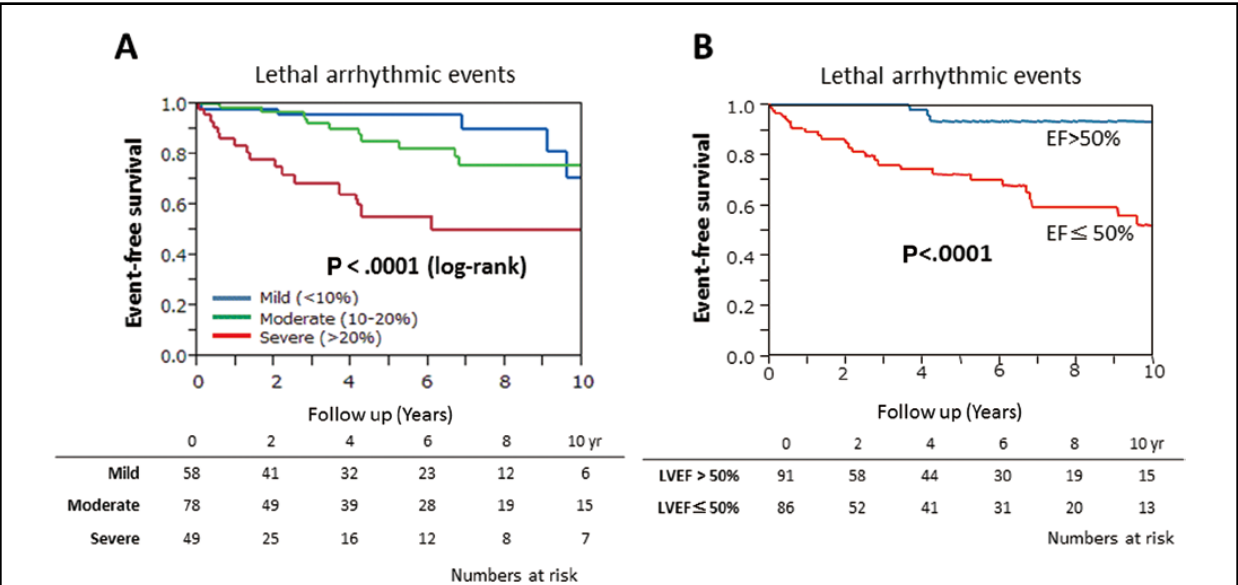 A
Lethal arrhythmic events
Event-free survival
1.0
0.8
0.6
0.4
0.2
0.0
P < .0001 (log-rank)
Mild (<10%)
Moderate (10-20%)
Severe (>20%)
0 2 4 6 8 10
Follow up (Years)
0 2 4 6 8 10 yr
Mild 58 41 32 23 12 6
Moderate 78 49 39 28 19 15
Severe 49 25 16 12 8 7
Numbers at risk
B
Lethal arrhythmic events
Event-free survival
1.0
0.8
0.6
0.4
0.2
0.0
EF>50%
EF≤ 50%
P<.0001
0 2 4 6 8 10
Follow up (Years)
0 2 4 6 8 10 yr
LVEF > 50% 91 58 44 30 19 15
LVEF≤50% 86 52 41 31 20 13
Numbers at risk